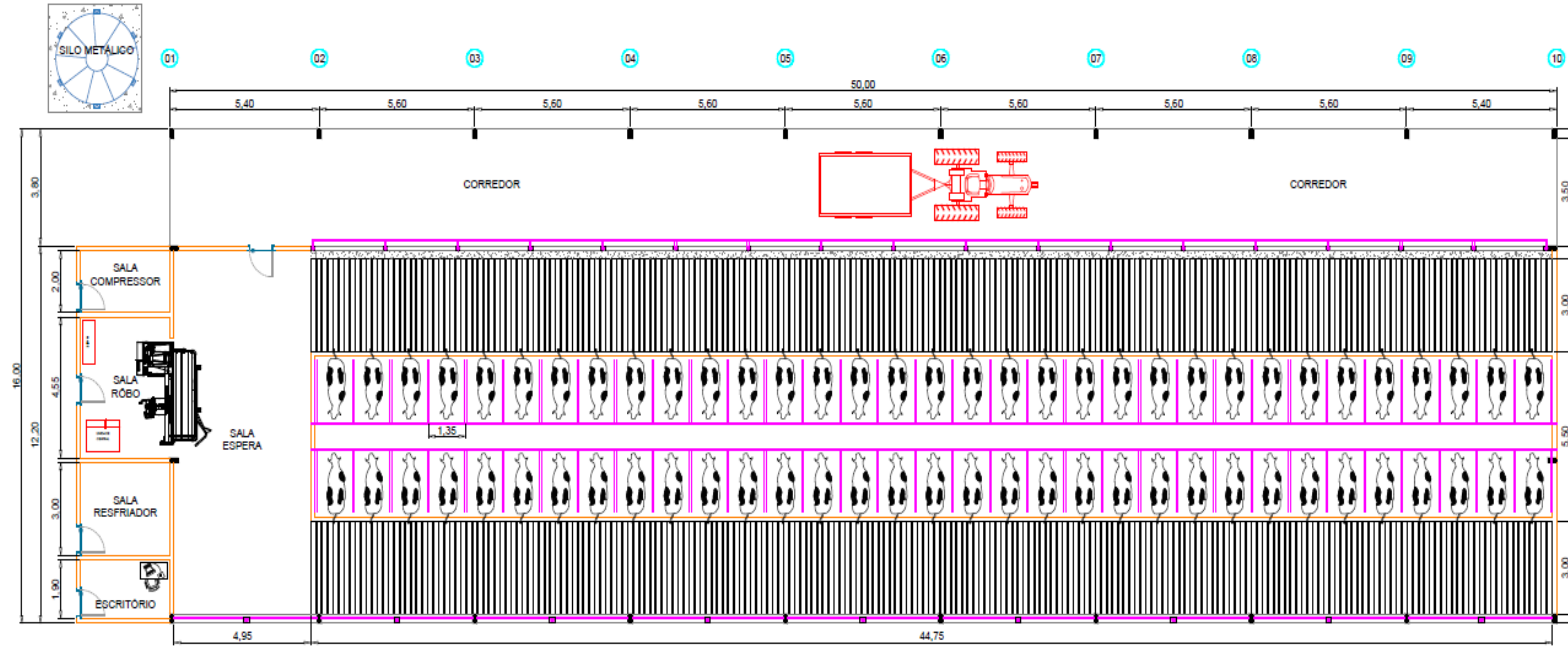 SILO METÁLICO
01
02
03
04
05
06
07
08
09
10
50,00
5,40
5,60
5,60
5,60
5,60
5,60
5,60
5,60
5,40
16,00
3,80
12,20
CORREDOR
CORREDOR
3,50
SALA
COMPRESSOR
2,00
3,00
SALA
RÔBO
4,55
SALA
ESPERA
1,35
5,50
SALA
RESFRIADOR
3,00
3,00
ESCRITÓRIO
1,90
4,95
44,75